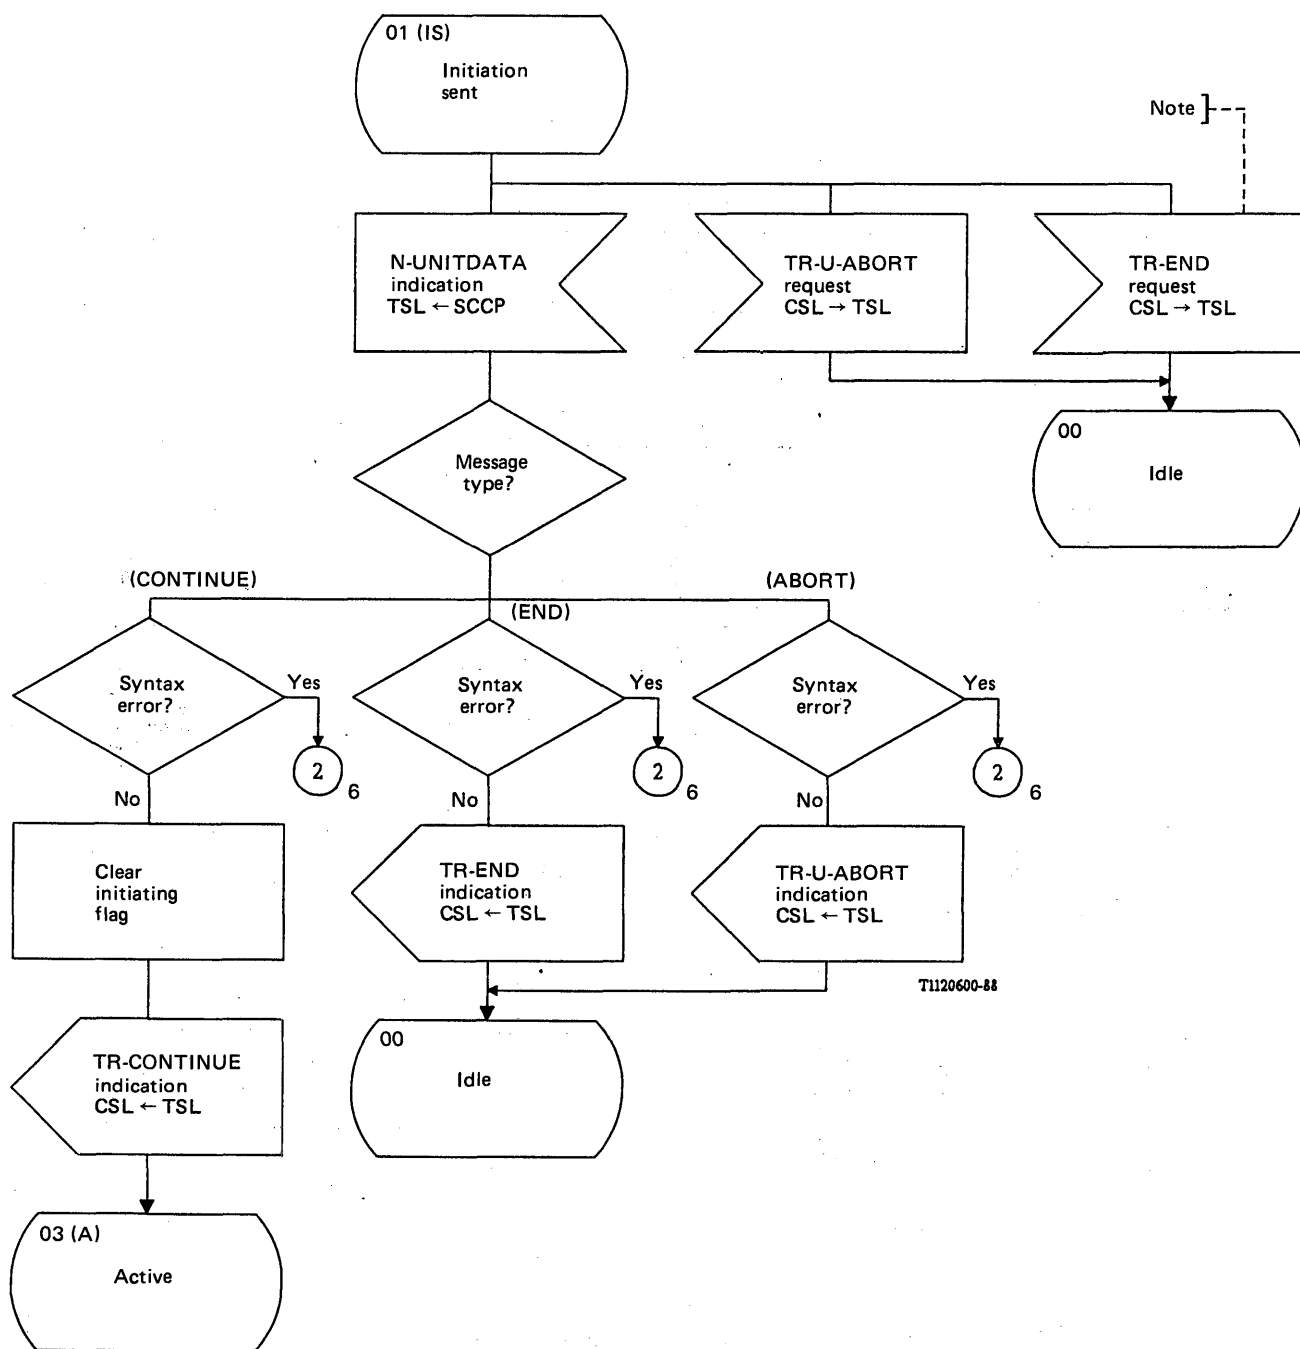 01 (IS)
Initiation
sent
Note
N-UNITDATA
indication
TSL ← SCCP
TR-U-ABORT
request
CSL → TSL
TR-END
request
CSL → TSL
00
Idle
Message
type?
(CONTINUE)
(END)
(ABORT)
Syntax
error?
Yes
2
6
No
Syntax
error?
Yes
2
6
No
Syntax
error?
Yes
2
6
No
Clear
initiating
flag
TR-END
indication
CSL ← TSL
TR-U-ABORT
indication
CSL ← TSL
T1120600-88
TR-CONTINUE
indication
CSL ← TSL
00
Idle
03 (A)
Active